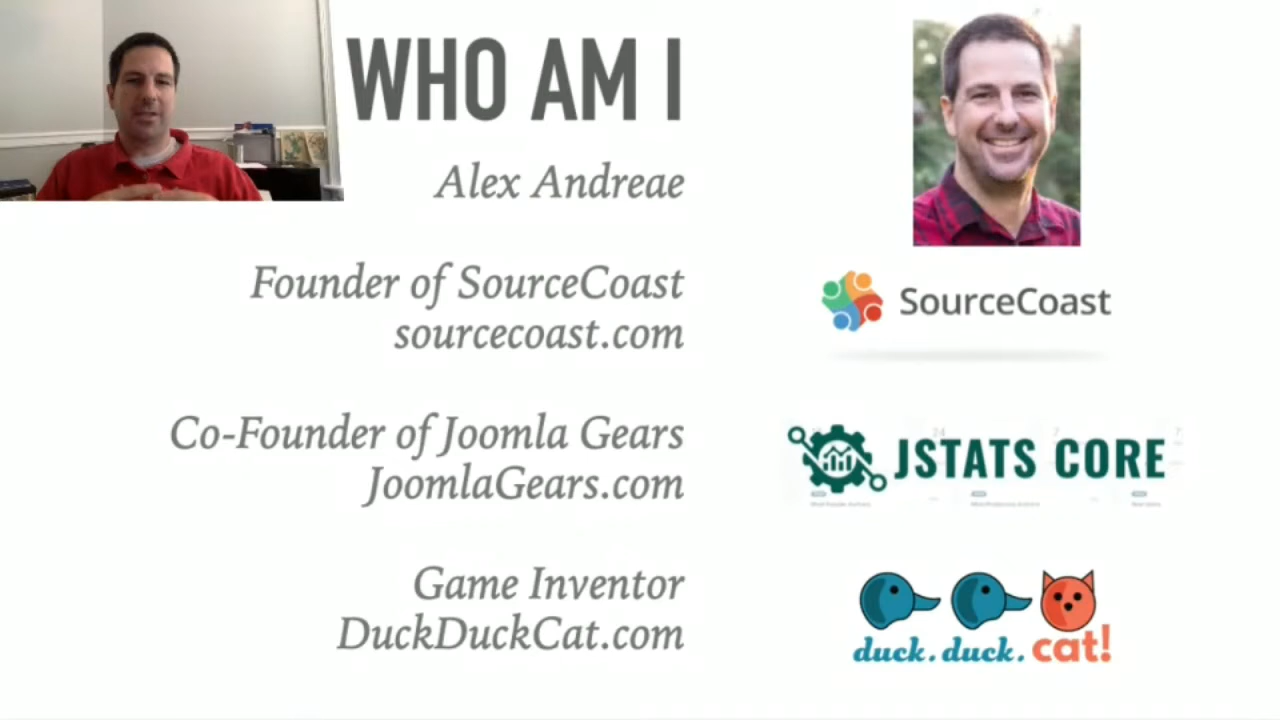 WHO AM I
Alex Andreae
Founder of SourceCoast
sourcecoast.com
SourceCoast
Co-Founder of Joomla Gears
JoomlaGears.com
JSTATS CORE
Game Inventor
DuckDuckCat.com
duck.duck.cat!